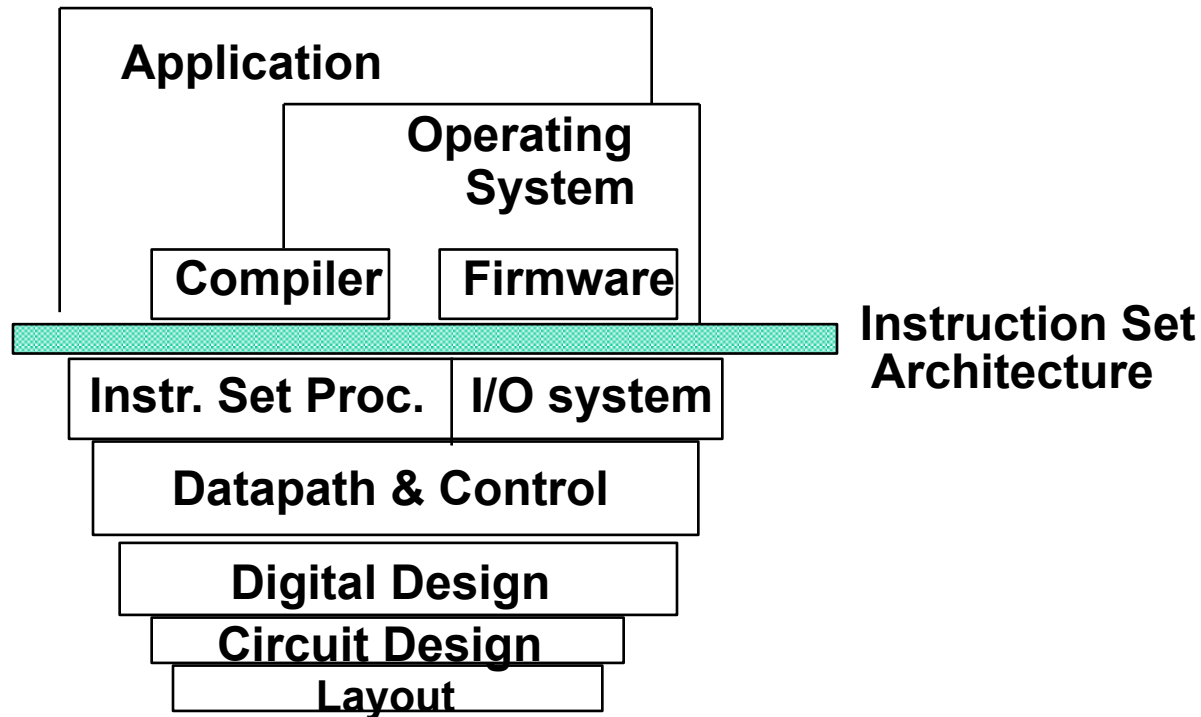 Application
Operating
System
Compiler
Firmware
Instruction Set
Architecture
Instr. Set Proc.
I/O system
Datapath & Control
Digital Design
Circuit Design
Layout